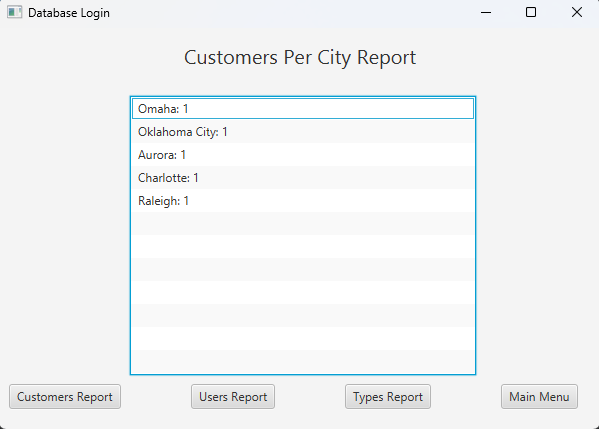 Database Login
Customers Per City Report
Omaha: 1
Oklahoma City: 1
Aurora: 1
Charlotte: 1
Raleigh: 1
Customers Report Users Report Types Report Main Menu